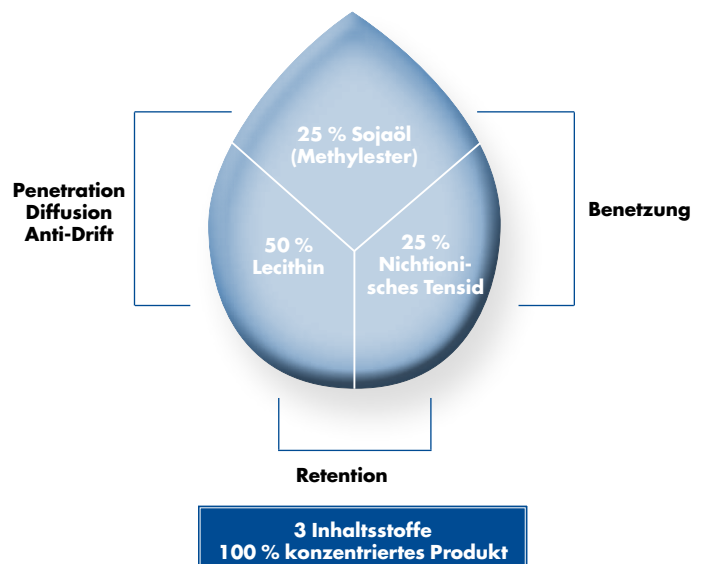 25 % Sojaöl
(Methylester)
Penetration
Diffusion
Anti-Drift
50 %
Lecithin
25 %
Nichtioni-
sches Tensid
Benetzung
Retention
3 Inhaltsstoffe
100 % konzentriertes Produkt